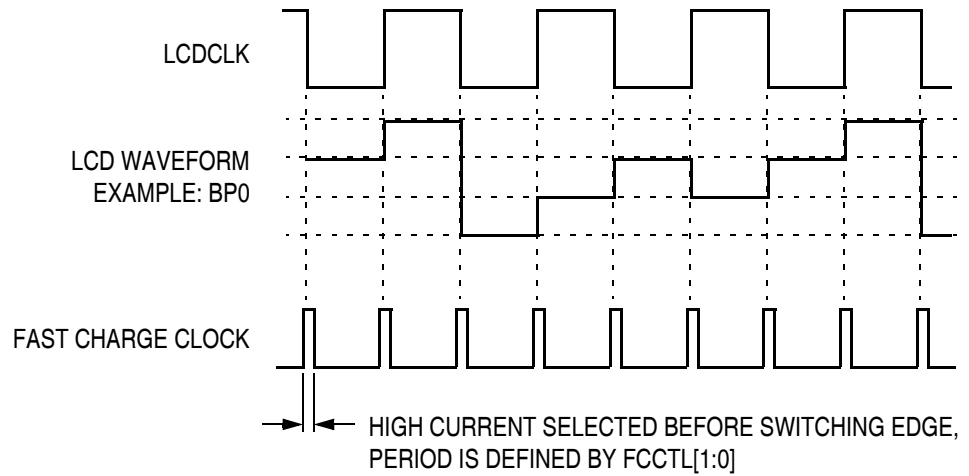 LCDCLK
LCD WAVEFORM
EXAMPLE: BP0
FAST CHARGE CLOCK
HIGH CURRENT SELECTED BEFORE SWITCHING EDGE,
PERIOD IS DEFINED BY FCCTL[1:0]